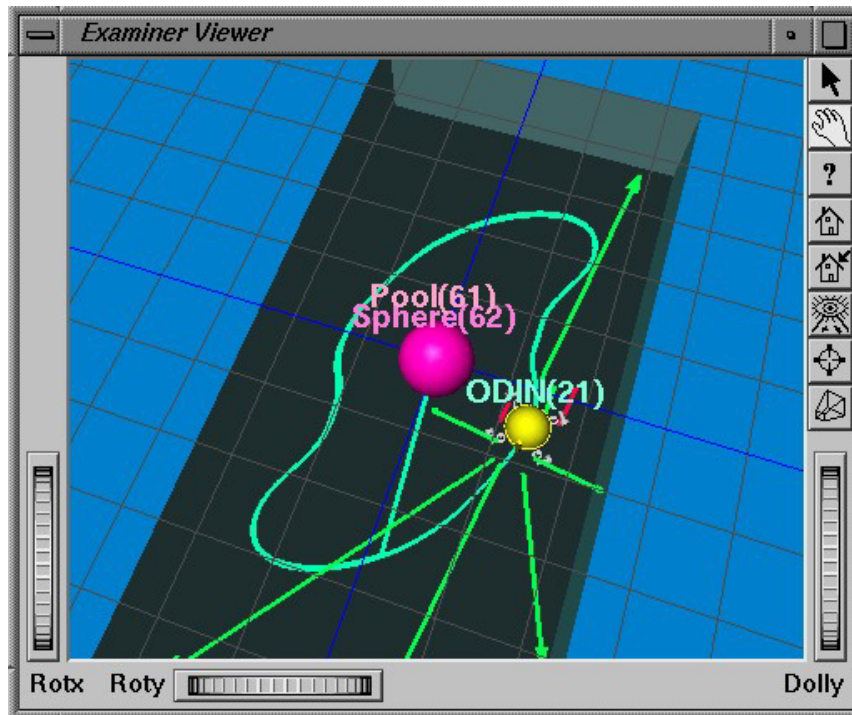 Examiner Viewer
?
Pool(61)
Sphere(62)
ODIN(21)
Rotx Roty Dolly